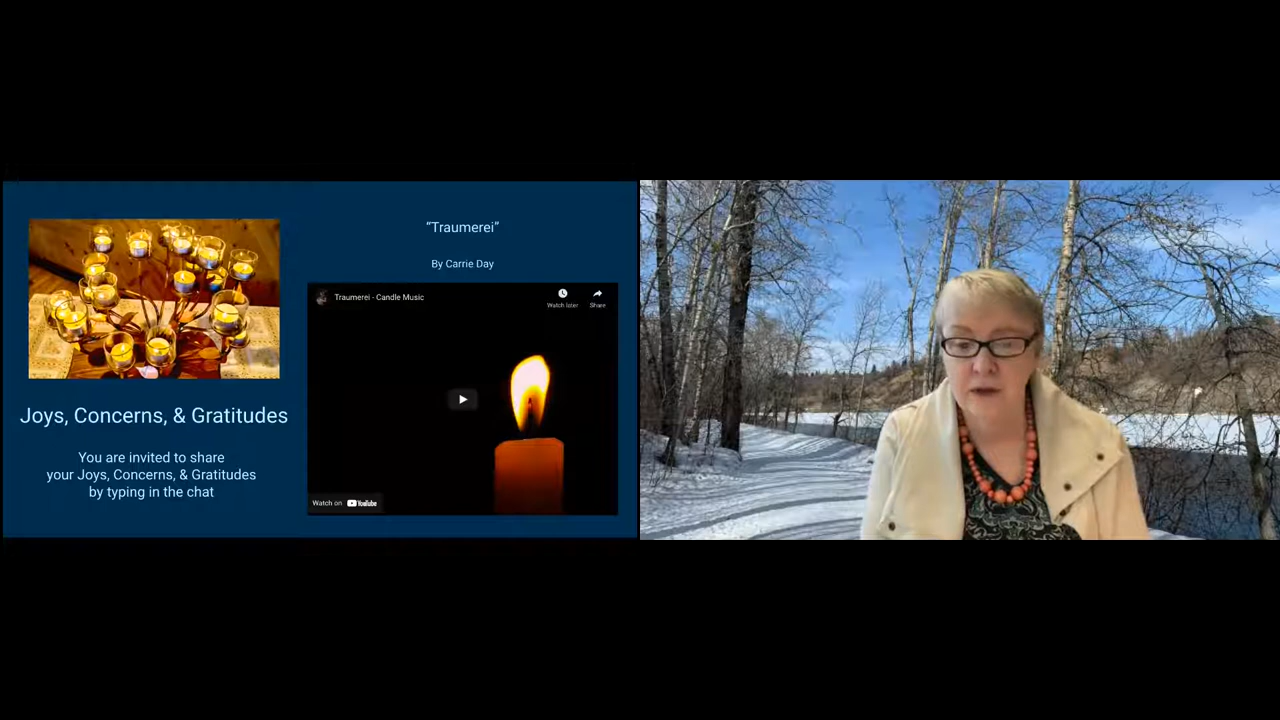 Joys, Concerns, & Gratitudes
You are invited to share
your Joys, Concerns, & Gratitudes
by typing in the chat
“Traumerei”
By Carrie Day
Traumerei - Candle Music
Watch later
Share
Watch on YouTube